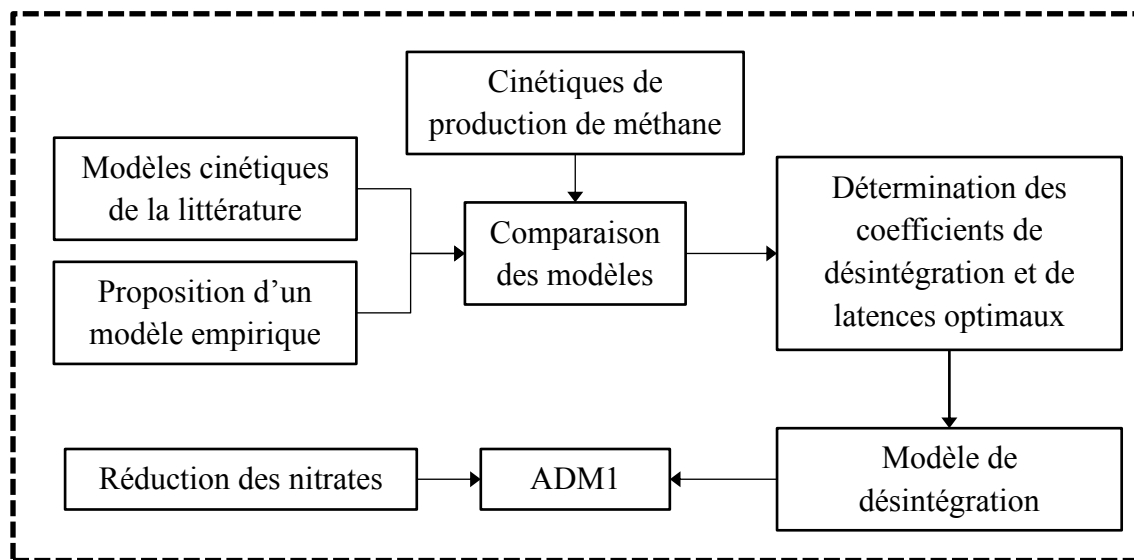 Cinétiques de
production de méthane
Modèles cinétiques
de la littérature
Proposition d’un
modèle empirique
Comparaison
des modèles
Détermination des
coefficients de
désintégration et de
latences optimaux
Réduction des nitrates
ADM1
Modèle de
désintégration